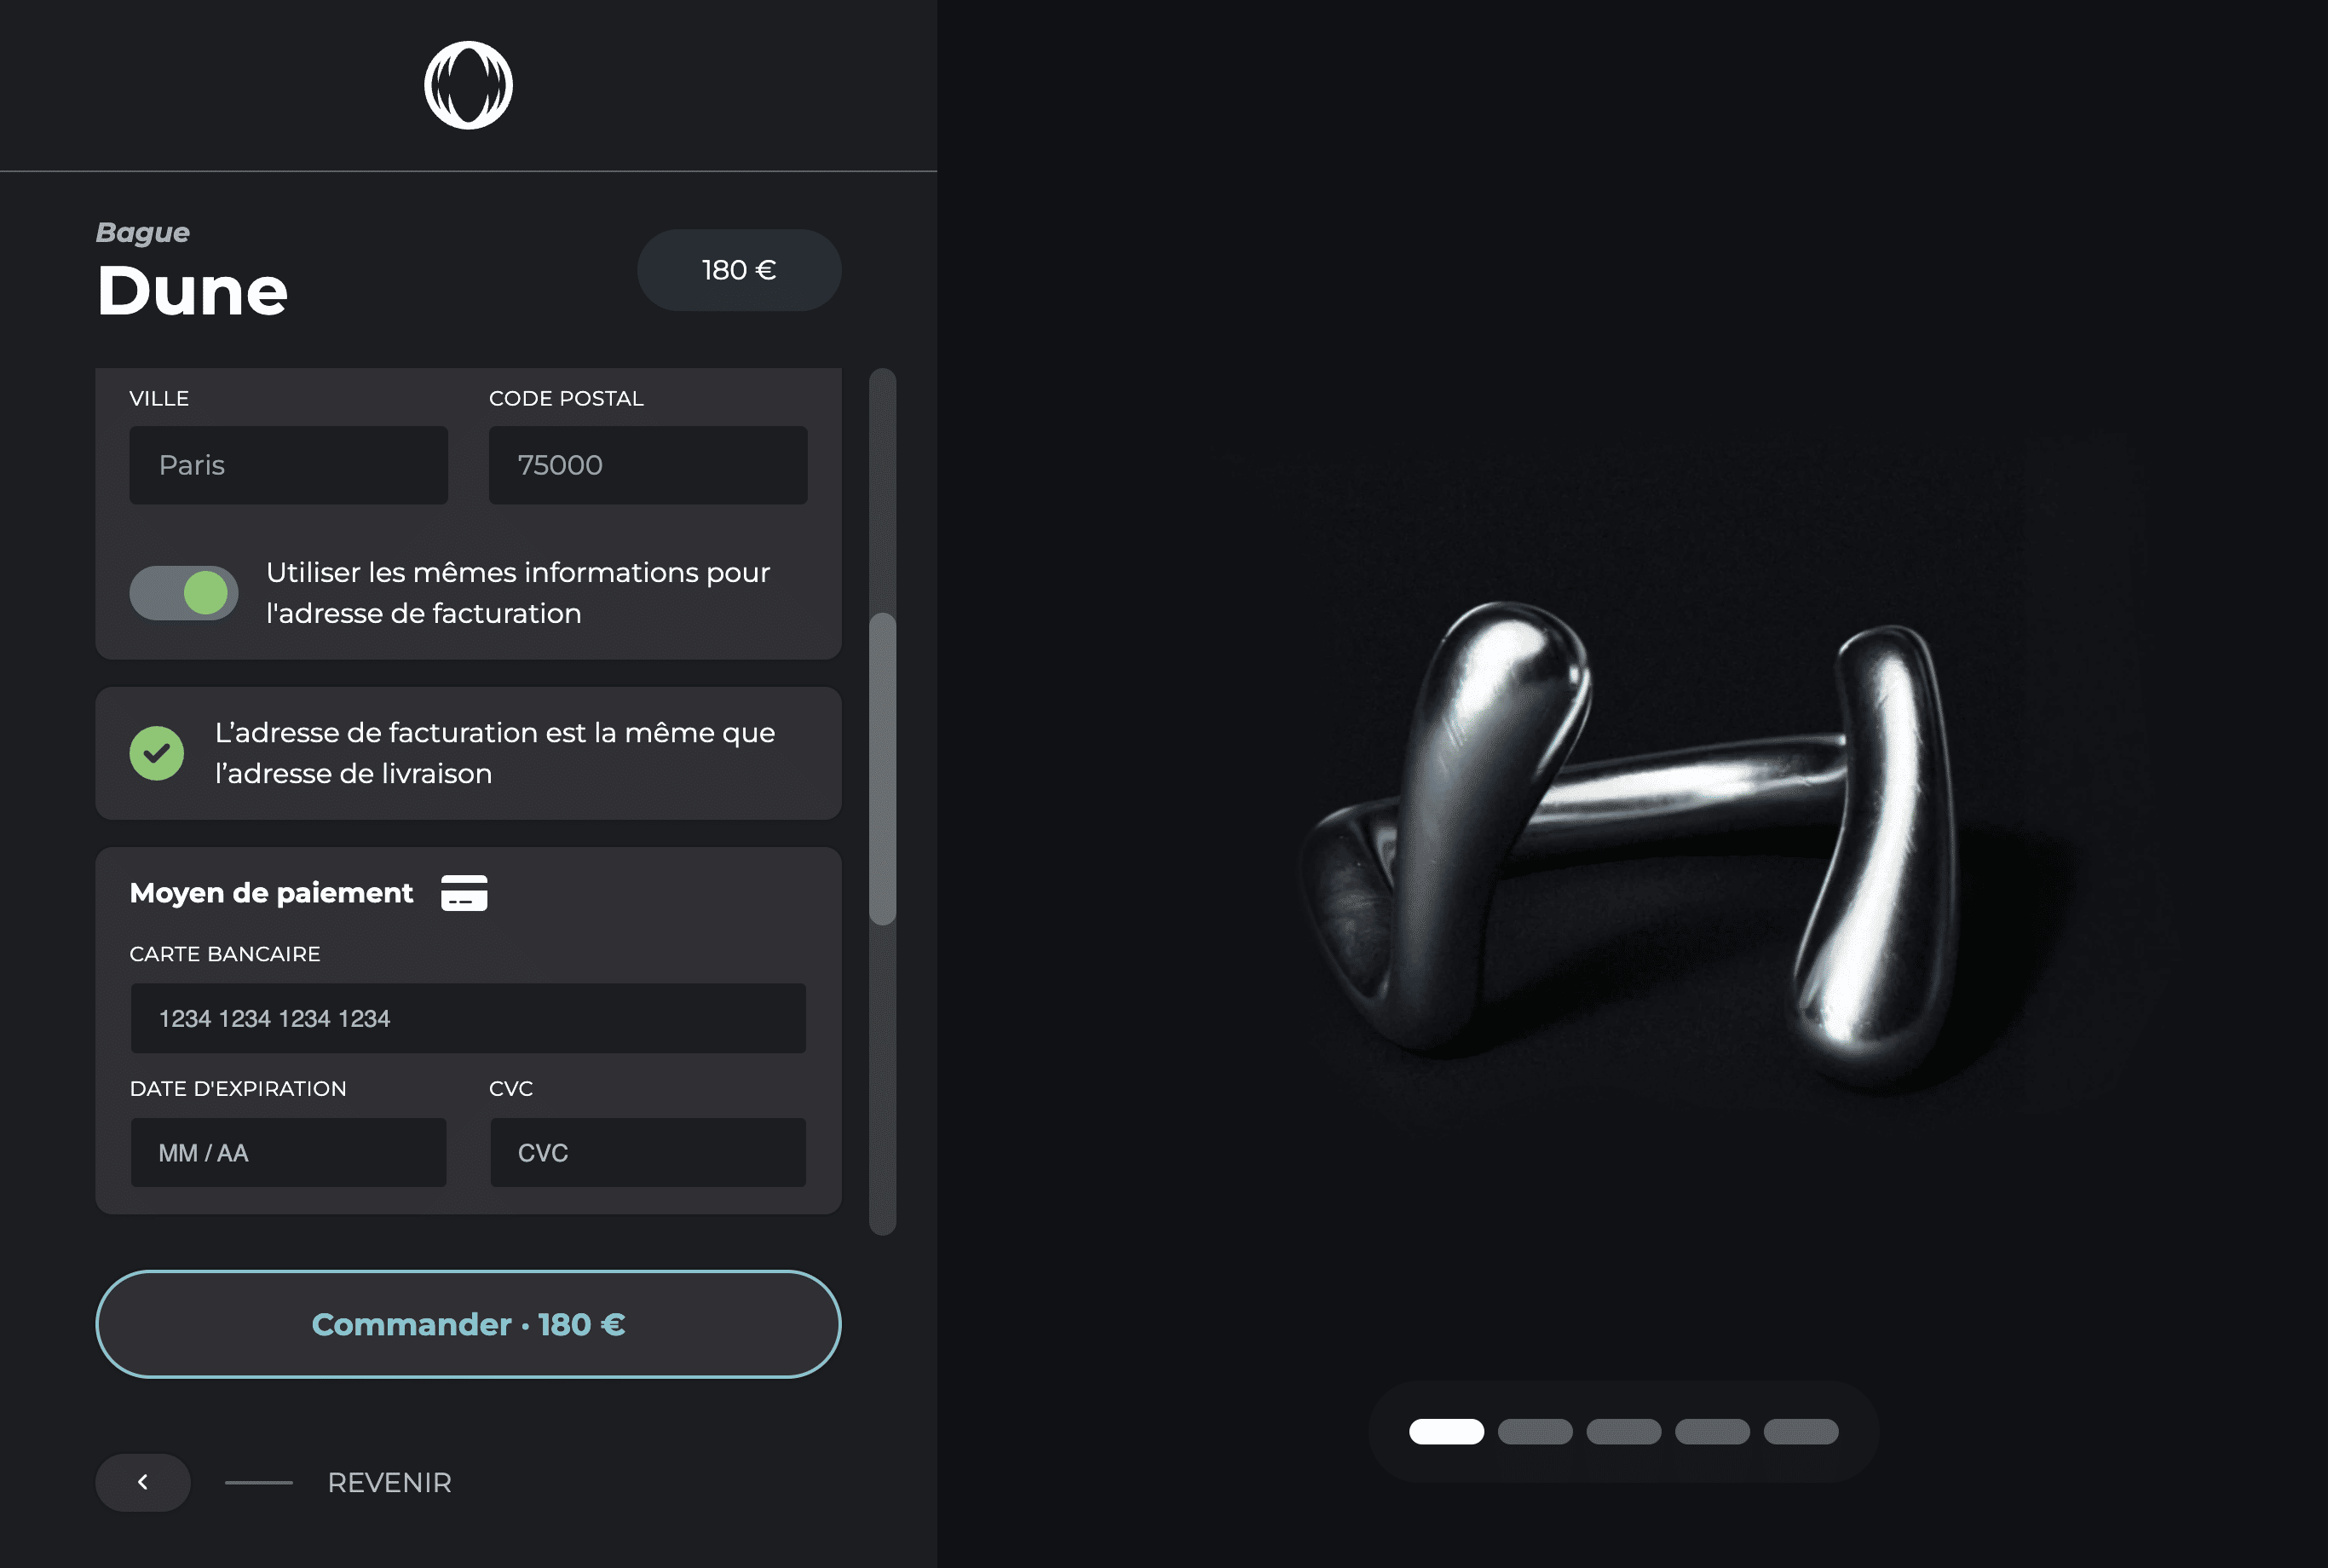 Bague
Dune
180 €
VILLE
CODE POSTAL
Paris
75000
Utiliser les mêmes informations pour
l'adresse de facturation
L’adresse de facturation est la même que
l’adresse de livraison
Moyen de paiement
CARTE BANCAIRE
1234 1234 1234 1234
DATE D'EXPIRATION
CVC
MM / AA
CVC
Commander · 180 €
REVENIR